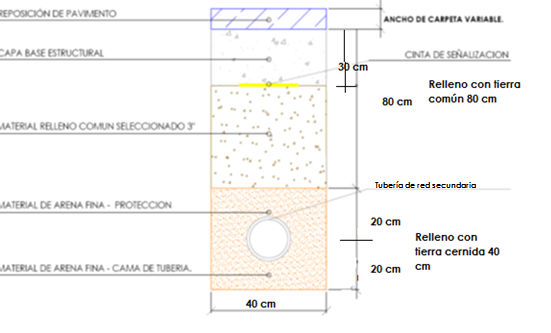 REPOSICIÓN DE PAVIMENTO
ANCHO DE CARPETA VARIABLE.
CAPA BASE ESTRUCTURAL
CINTA DE SEÑALIZACION
30 cm
Relleno con tierra
común 80 cm
80 cm
MATERIAL RELLENO COMUN SELECCIONADO 3"
Tubería de red secundaria
MATERIAL DE ARENA FINA - PROTECCION
20 cm
Relleno con
tierra cernida 40
cm
MATERIAL DE ARENA FINA - CAMA DE TUBERIA.
20 cm
40 cm